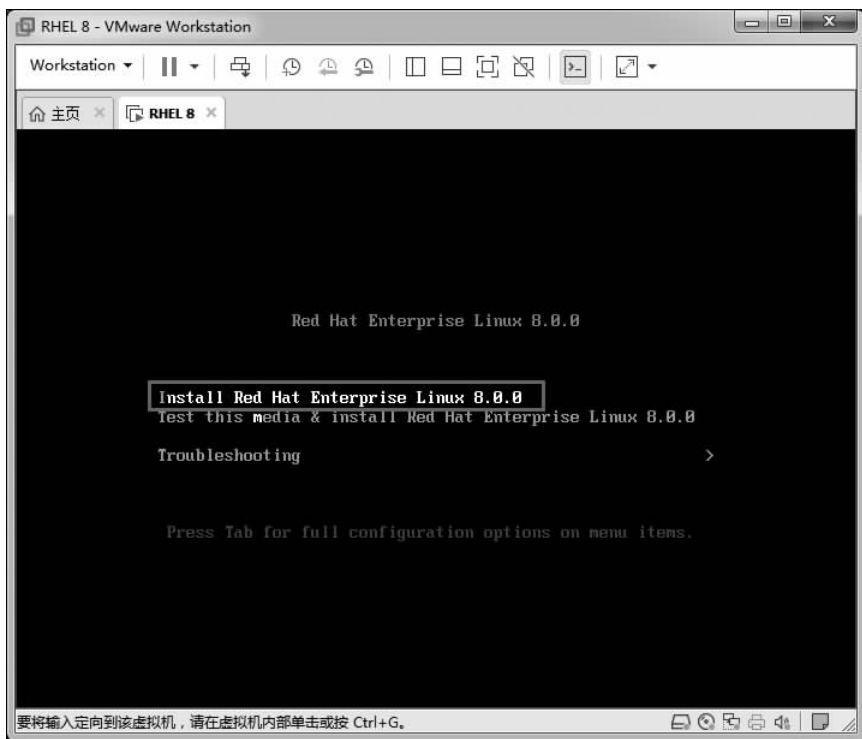 RHEL 8 - VMware Workstation
Workstation
主页
RHEL 8
Red Hat Enterprise Linux 8.0.0
Install Red Hat Enterprise Linux 8.0.0
Test this media & install Red Hat Enterprise Linux 8.0.0
Troubleshooting >
Press Tab for full configuration options on menu items.
要将输入定向到该虚拟机，请在虚拟机内部单击或按 Ctrl+G。